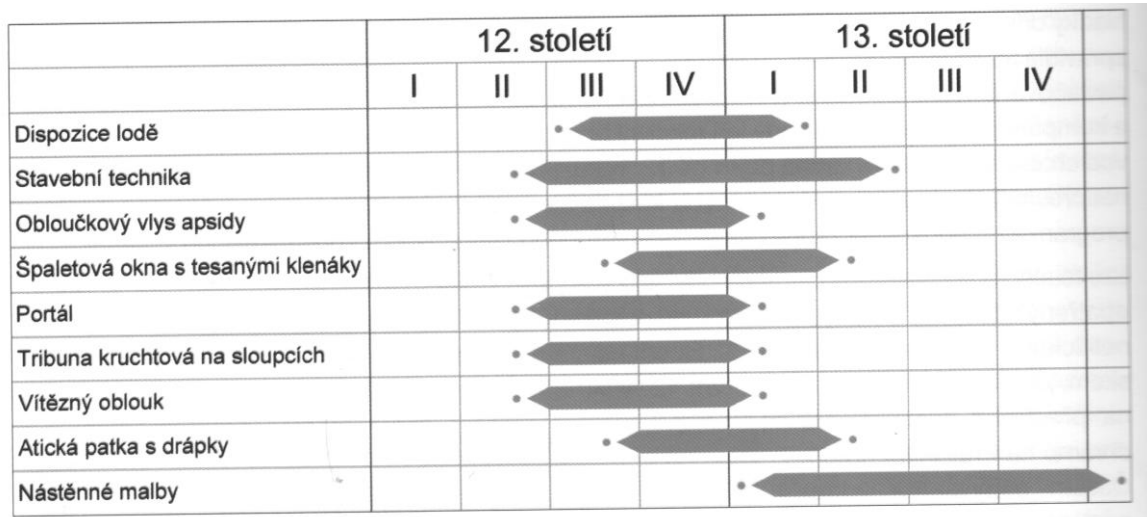 12. století 13. století
I II III IV I II III IV
Dispozice lodě
Stavební technika
Obloučkový vlys apsidy
Špaletová okna s tesanými klenáky
Portál
Tribuna kruchtová na sloupcích
Vítězný oblouk
Atická patka s drápky
Nástěnné malby